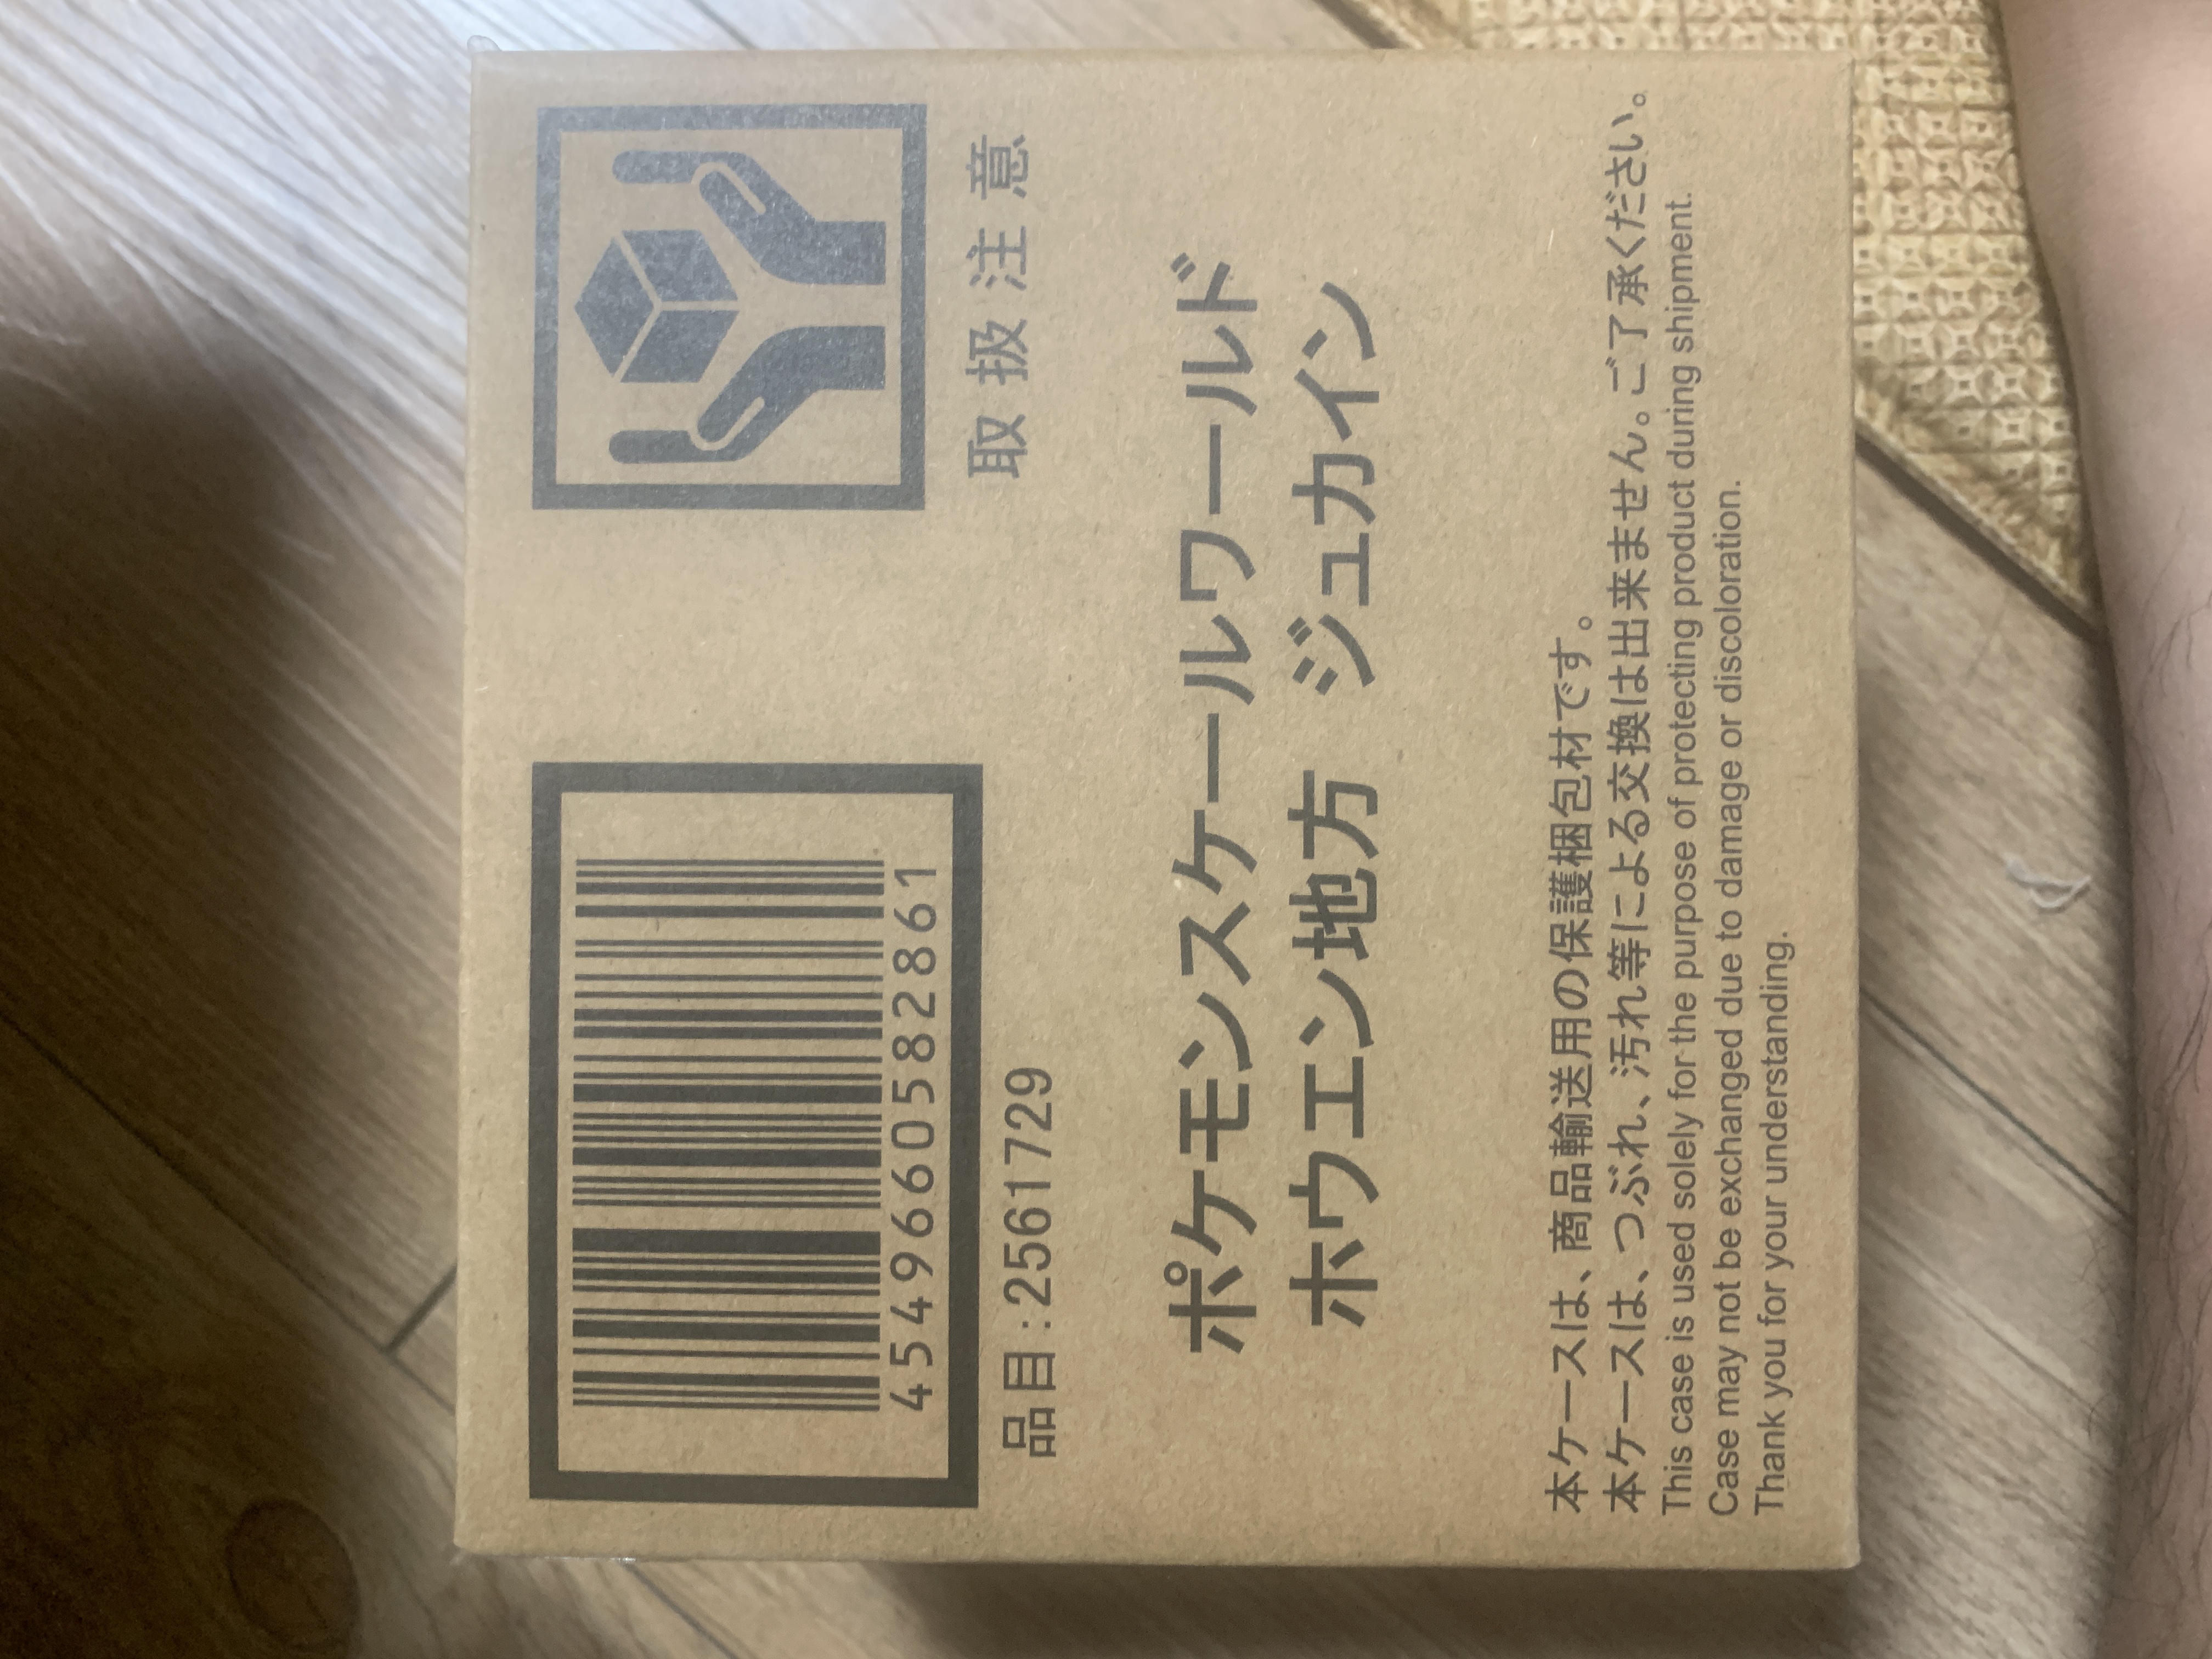 4549660582861
品目:2561729
取扱注意
ポケモンスケールワールド
ホウエン地方 ジュカイン
本ケースは、商品輸送用の保護梱包材です。
本ケースは、つぶれ、汚れ等による交換は出来ません。ご了承ください。
This case is used solely for the purpose of protecting product during shipment.
Case may not be exchanged due to damage or discoloration.
Thank you for your understanding.